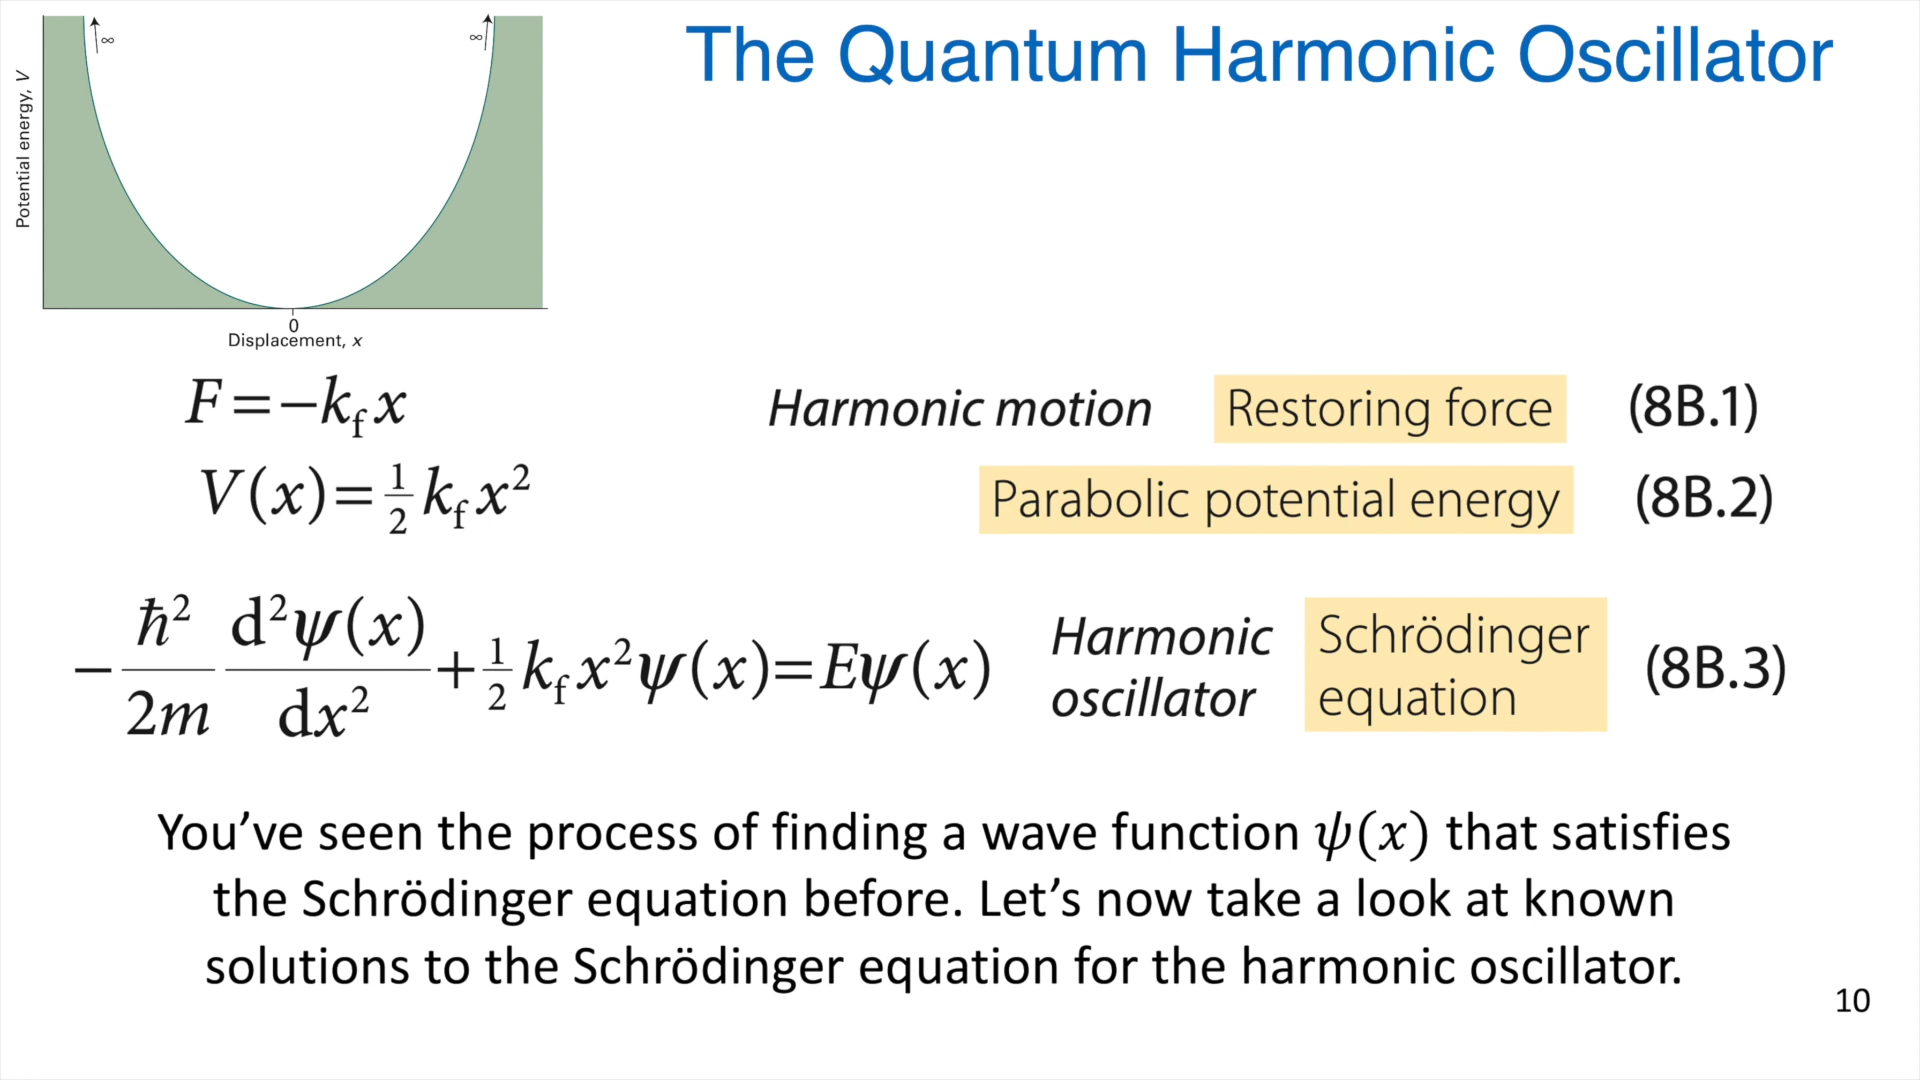 The Quantum Harmonic Oscillator
∞
∞
Potential energy, V
0
Displacement, x
F=−k_f x Harmonic motion Restoring force (8B.1)
V(x)=½ k_f x² Parabolic potential energy (8B.2)
−ħ²/2m d²ψ(x)/dx² +½ k_f x²ψ(x)=Eψ(x) Harmonic oscillator Schrödinger equation (8B.3)
You’ve seen the process of finding a wave function ψ(x) that satisfies
the Schrödinger equation before. Let’s now take a look at known
solutions to the Schrödinger equation for the harmonic oscillator.
10